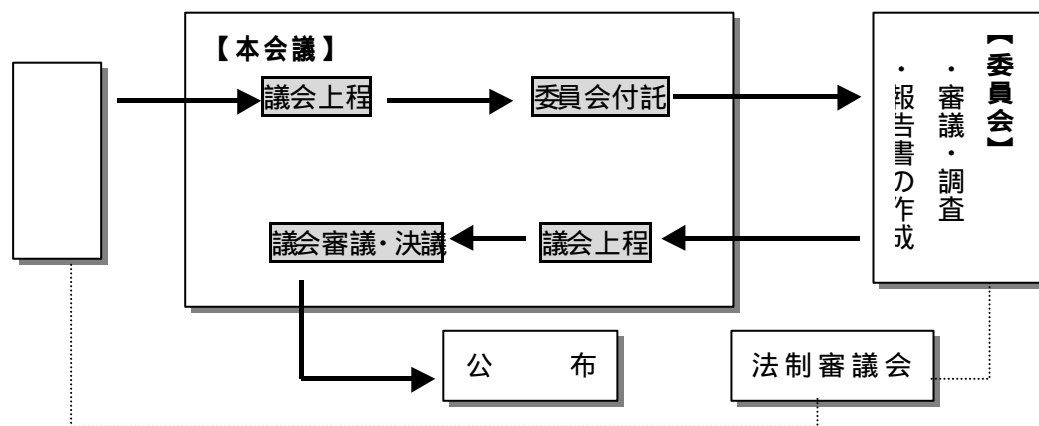 【本会議】
議会上程
委員会付託
【委員会】
・審議・調査
・報告書の作成
議会審議・決議
議会上程
公 布
法制審議会